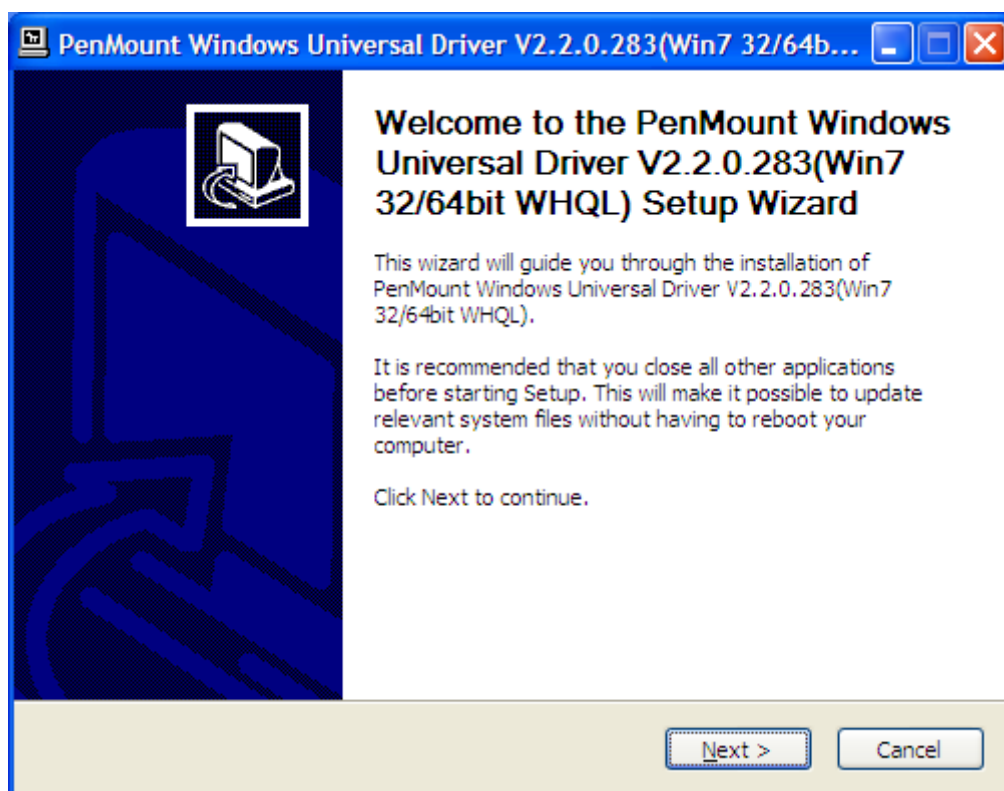 PenMount Windows Universal Driver V2.2.0.283(Win7 32/64b...
Welcome to the PenMount Windows
Universal Driver V2.2.0.283(Win7
32/64bit WHQL) Setup Wizard
This wizard will guide you through the installation of
PenMount Windows Universal Driver V2.2.0.283(Win7
32/64bit WHQL).
It is recommended that you close all other applications
before starting Setup. This will make it possible to update
relevant system files without having to reboot your
computer.
Click Next to continue.
Next >
Cancel